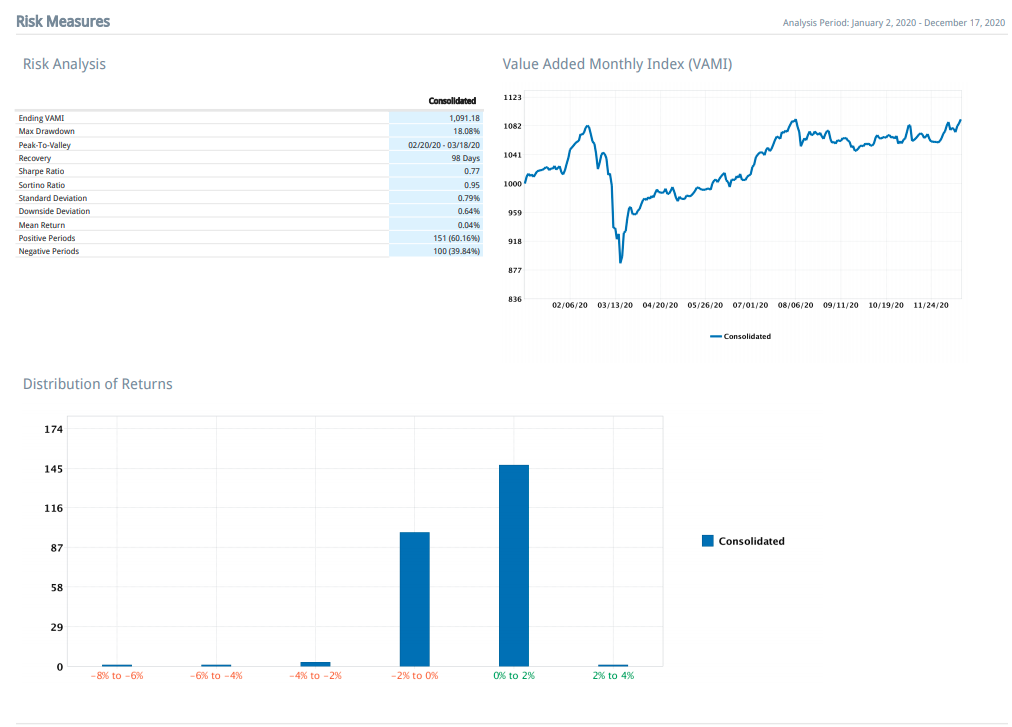 Risk Measures
Analysis Period: January 2, 2020 - December 17, 2020
Risk Analysis
Consolidated
Ending VAMI 1,091.18
Max Drawdown 18.08%
Peak-To-Valley 02/20/20 - 03/18/20
Recovery 98 Days
Sharpe Ratio 0.77
Sortino Ratio 0.95
Standard Deviation 0.79%
Downside Deviation 0.64%
Mean Return 0.04%
Positive Periods 151 (60.16%)
Negative Periods 100 (39.84%)
Value Added Monthly Index (VAMI)
1123
1082
1041
1000
959
918
877
836
02/06/20 03/13/20 04/20/20 05/26/20 07/01/20 08/06/20 09/11/20 10/19/20 11/24/20
Consolidated
Distribution of Returns
174
145
116
87
58
29
0
−8% to −6% −6% to −4% −4% to −2% −2% to 0% 0% to 2% 2% to 4%
Consolidated